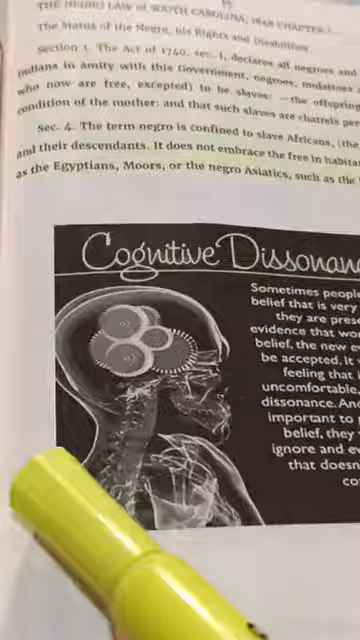 THE NEGRO LAW of SOUTH CAROLINA, 1848 CHAPTER I.
The Status of the Negro, his Rights and Disabilities
Section 1. The Act of 1740, sec. 1, declares all negroes and
Indians in amity with this Government, negroes, mulattoes a
who now are free, excepted) to be slaves: — the offspring
condition of the mother: and that such slaves are chattels per
Sec. 4. The term negro is confined to slave Africans, (the
and their descendants. It does not embrace the free in habitan
as the Egyptians, Moors, or the negro Asiatics, such as the
Cognitive Dissonan
Sometimes people
belief that is very
they are prese
evidence that wor
belief, the new ev
be accepted. It
feeling that i
uncomfortable,
dissonance. And
important to p
belief, they
ignore and ev
that doesn
co